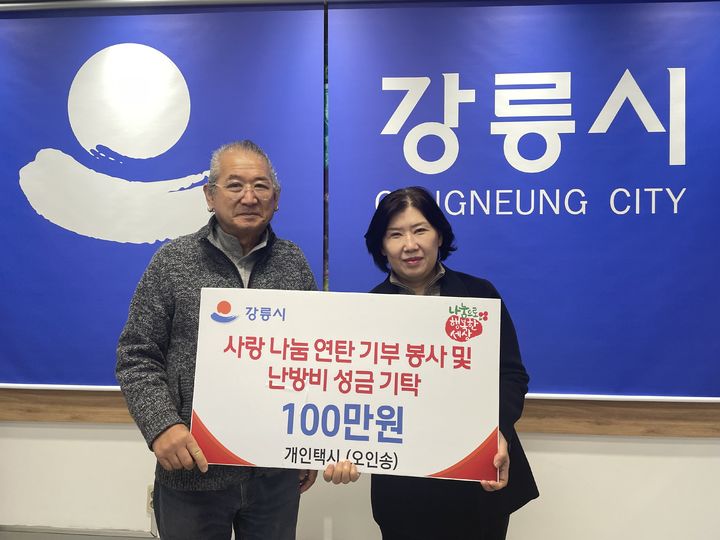 강릉시
GANGNEUNG CITY
강릉시
나눔으로
행복한
세상
사랑 나눔 연탄 기부 봉사 및
난방비 성금 기탁
100만원
개인택시 (오인송)